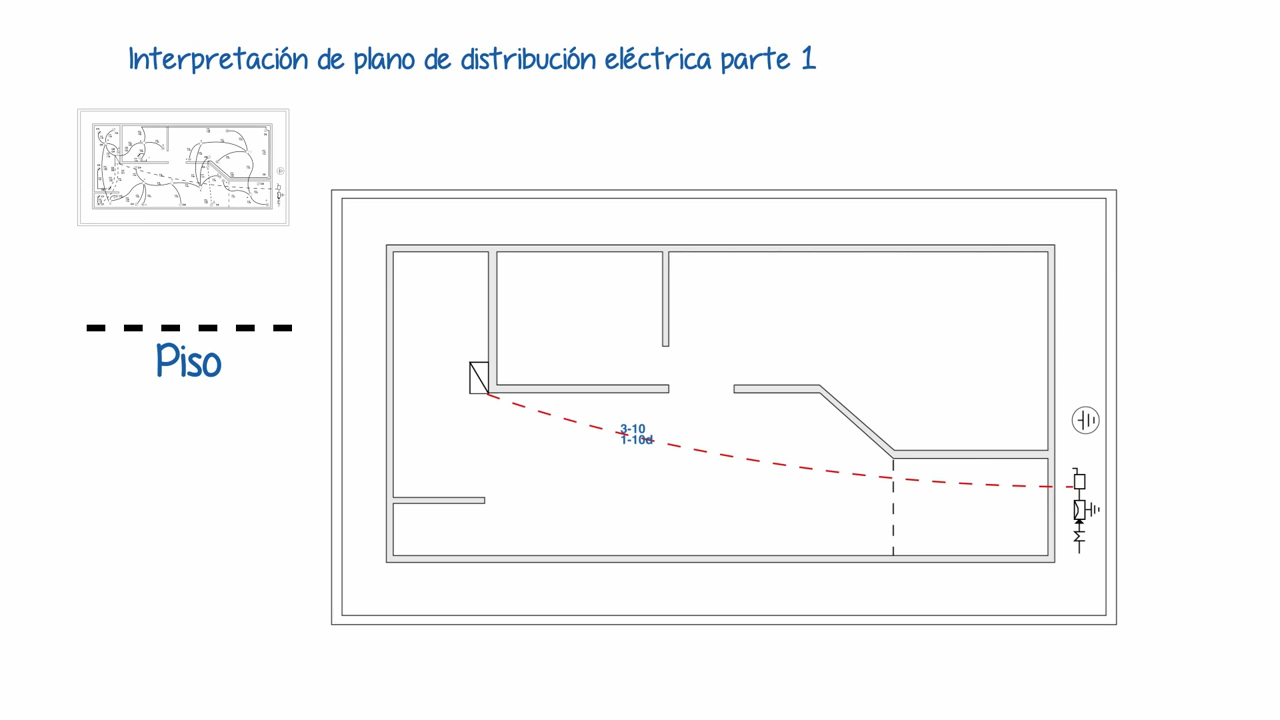 Interpretación de plano de distribución eléctrica parte 1
Piso
3-10
1-10d